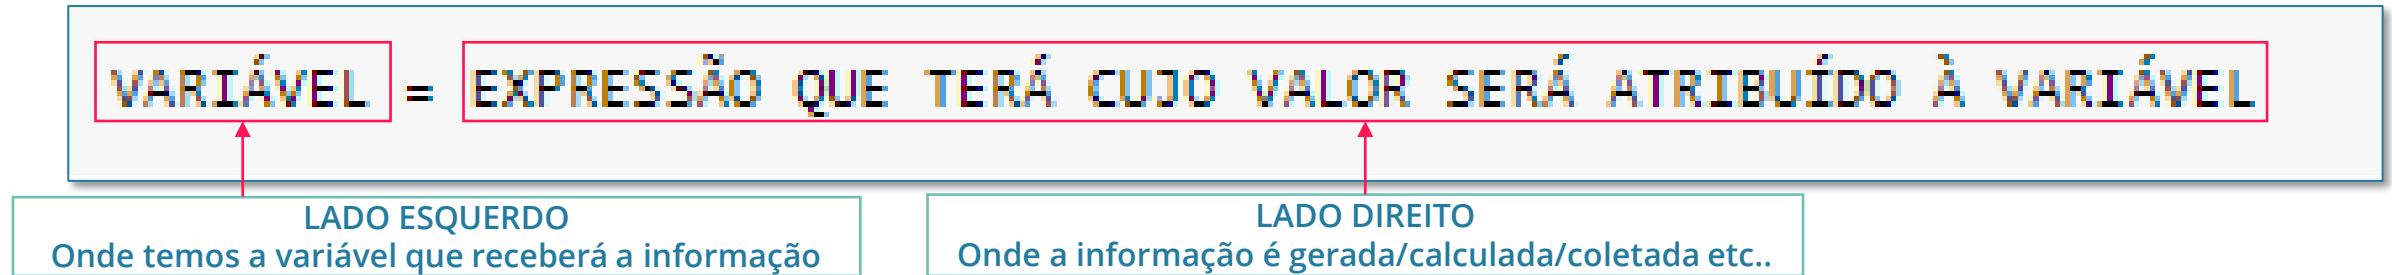 VARIÁVEL = EXPRESSÃO QUE TERÁ CUJO VALOR SERÁ ATRIBUÍDO À VARIÁVEL
LADO ESQUERDO
Onde temos a variável que receberá a informação
LADO DIREITO
Onde a informação é gerada/calculada/coletada etc..